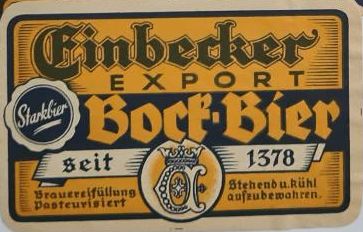 Einbecker
EXPORT
Starkbier
Bock-Bier
seit 1378
Brauereifüllung
Pasteurisiert
Stehend u. kühl
aufzubewahren.